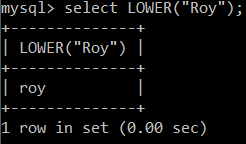 mysql> select LOWER("Roy");
+--------------+
| LOWER("Roy") |
+--------------+
| roy          |
+--------------+
1 row in set (0.00 sec)